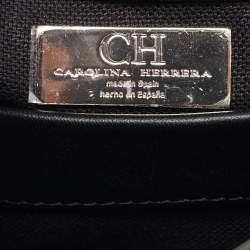 CH
CAROLINA HERRERA
made in Spain
hecho en España